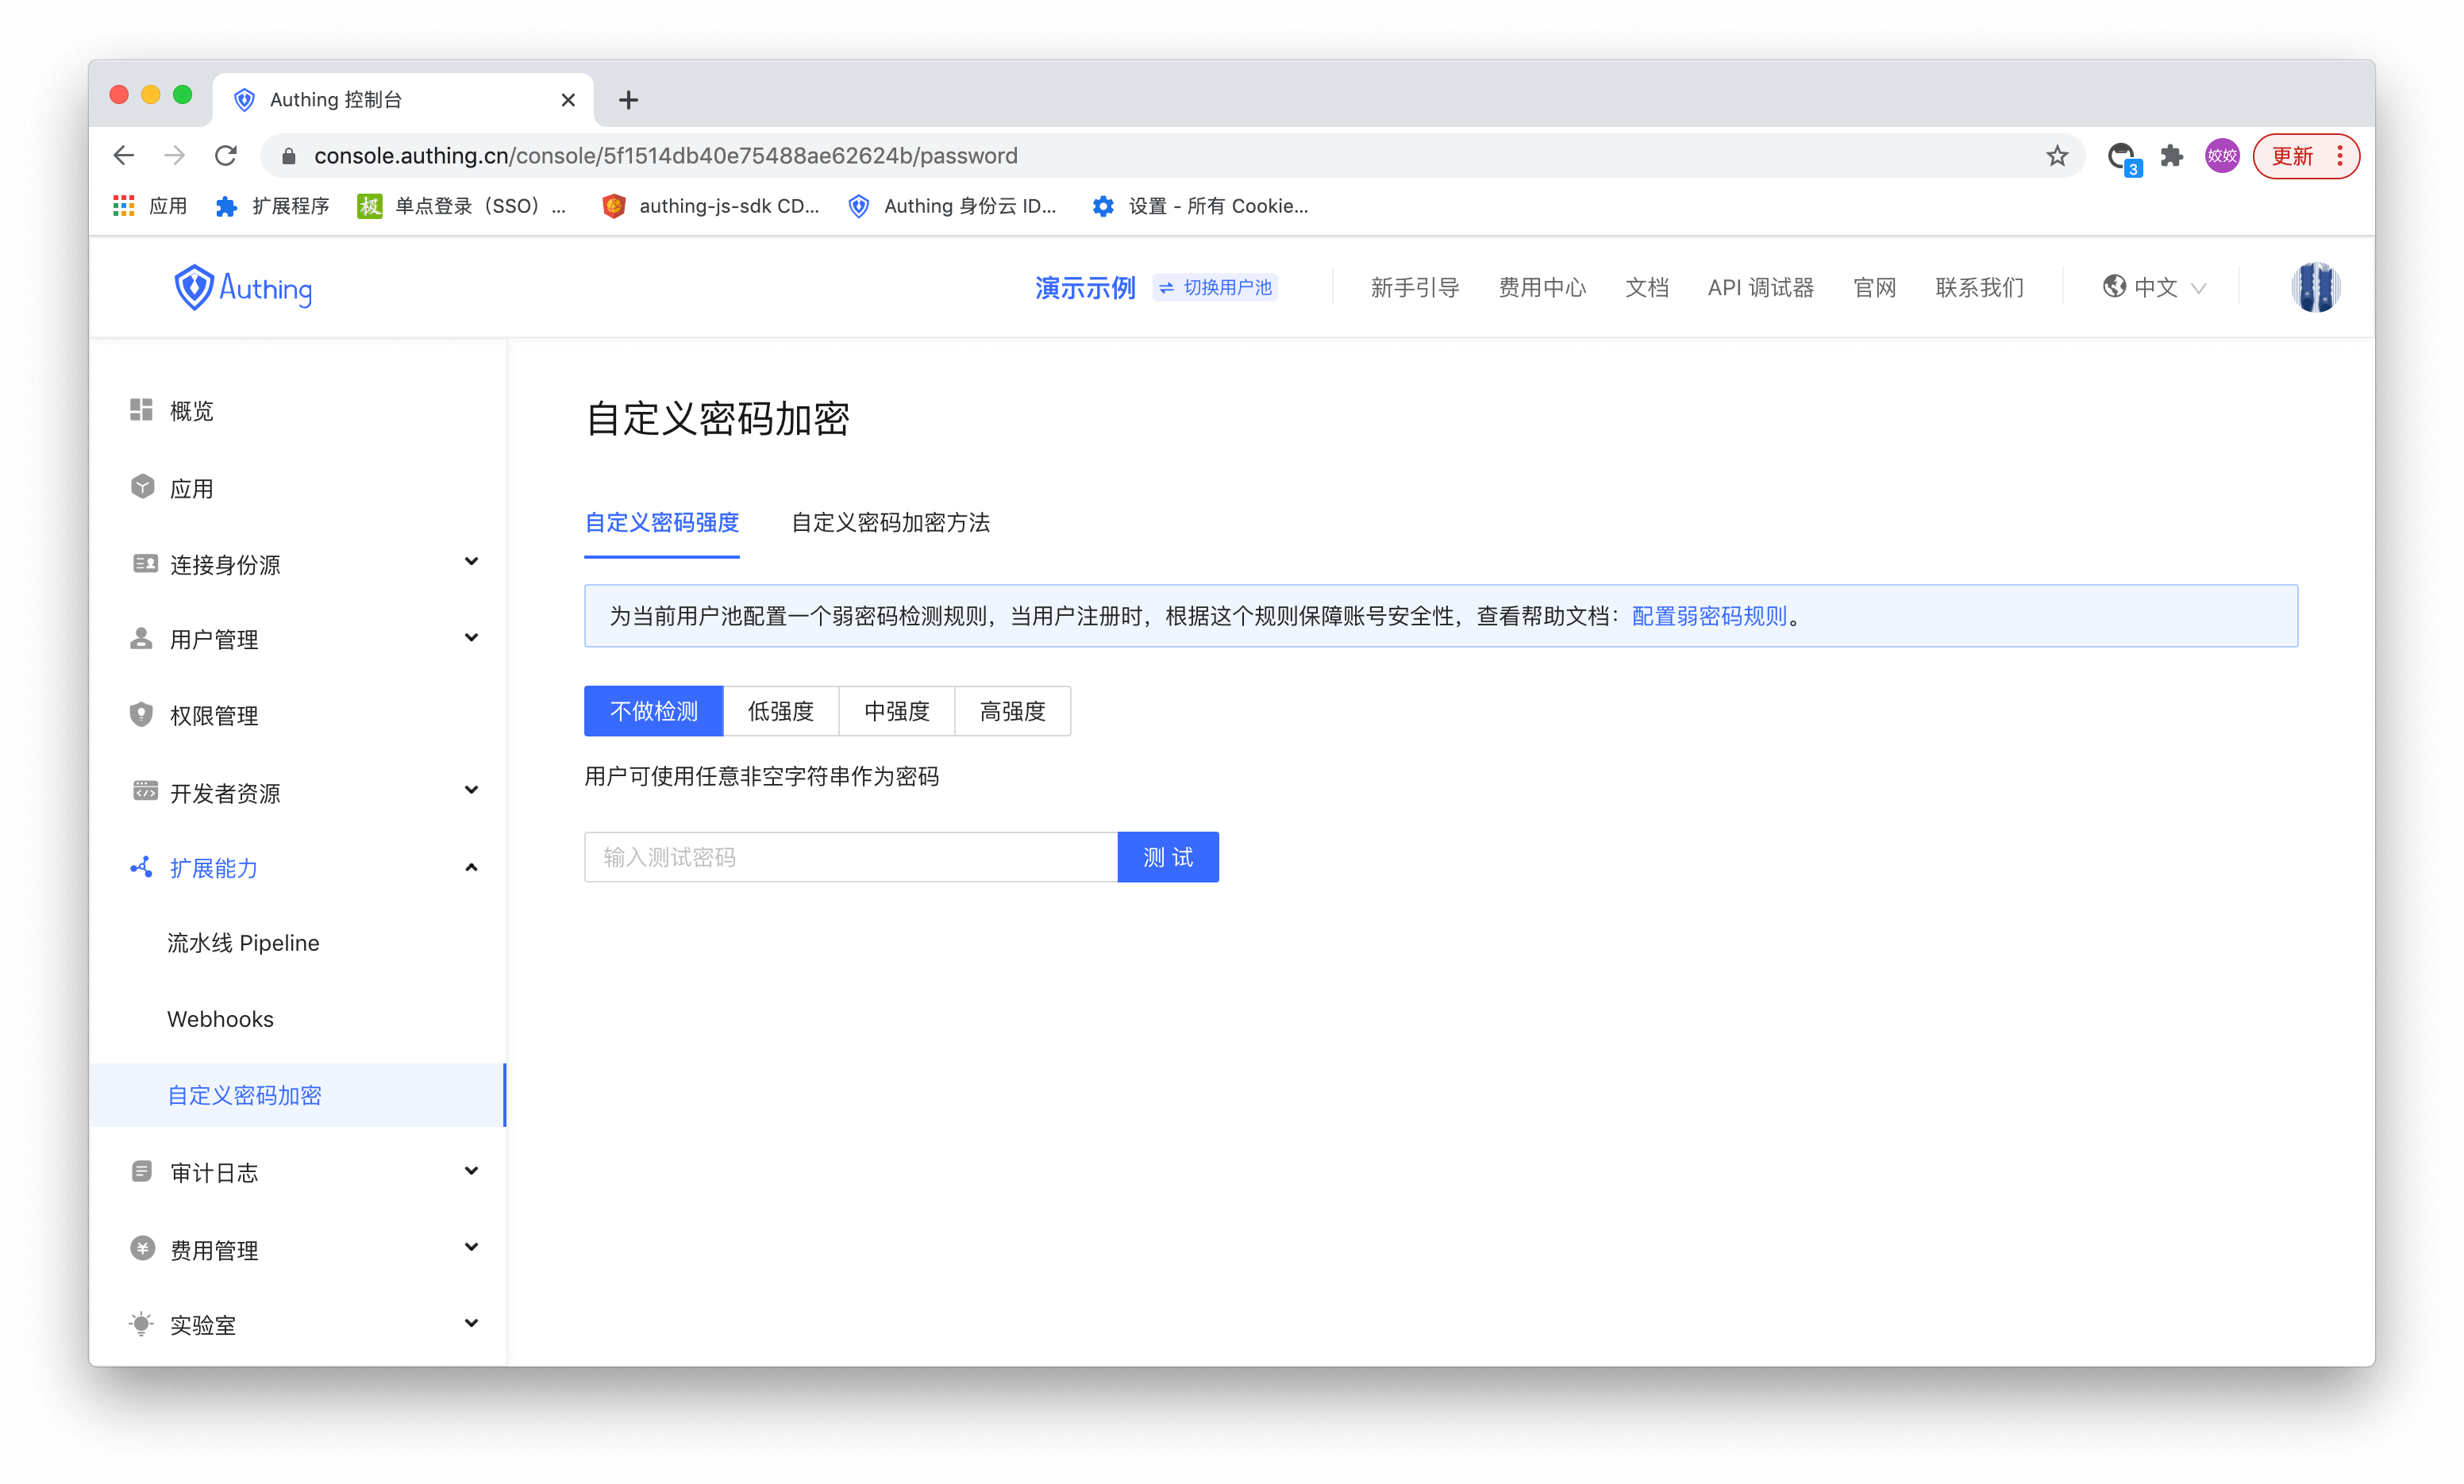 Authing 控制台
console.authing.cn/console/5f1514db40e75488ae62624b/password
3
姣姣
更新
应用
扩展程序
极
单点登录（SSO）...
authing-js-sdk CD...
Authing 身份云 ID...
设置 - 所有 Cookie...
Authing
演示示例
切换用户池
新手引导
费用中心
文档
API 调试器
官网
联系我们
中文
概览
应用
连接身份源
用户管理
权限管理
开发者资源
扩展能力
流水线 Pipeline
Webhooks
自定义密码加密
审计日志
费用管理
实验室
自定义密码加密
自定义密码强度
自定义密码加密方法
为当前用户池配置一个弱密码检测规则，当用户注册时，根据这个规则保障账号安全性，查看帮助文档：配置弱密码规则。
不做检测
低强度
中强度
高强度
用户可使用任意非空字符串作为密码
输入测试密码
测 试